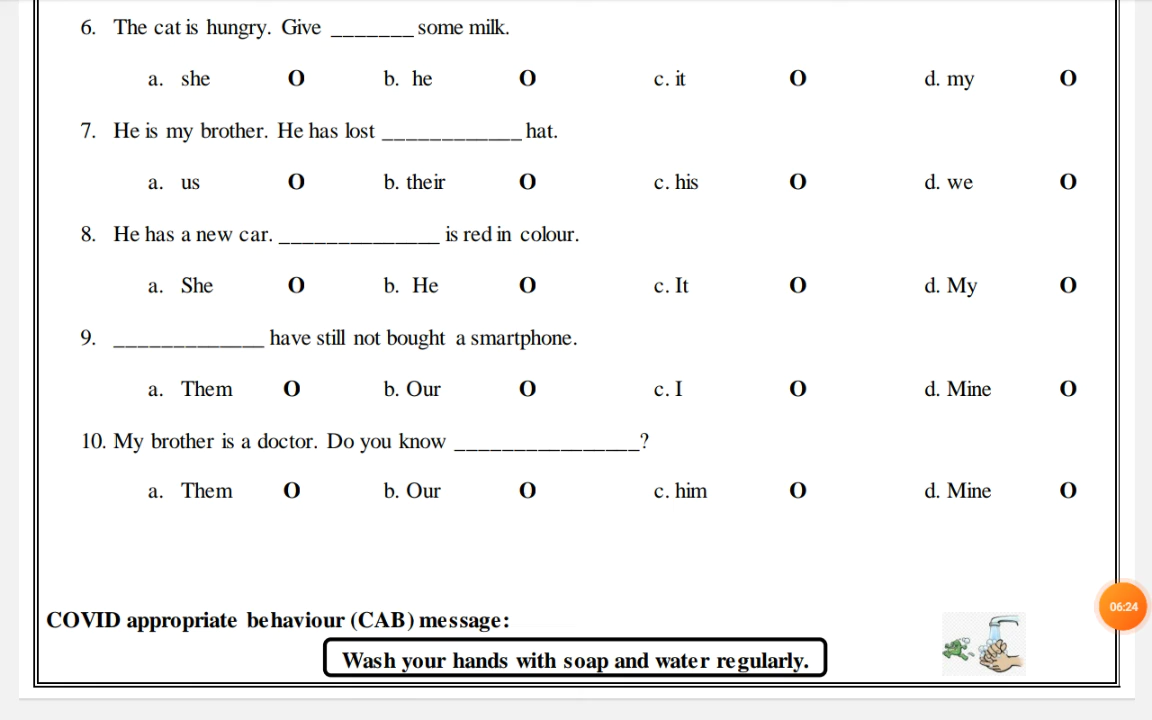 6. The cat is hungry. Give _______ some milk.
a. she O b. he O c. it O d. my O
7. He is my brother. He has lost ____________ hat.
a. us O b. their O c. his O d. we O
8. He has a new car. ______________ is red in colour.
a. She O b. He O c. It O d. My O
9. _____________ have still not bought a smartphone.
a. Them O b. Our O c. I O d. Mine O
10. My brother is a doctor. Do you know ________________?
a. Them O b. Our O c. him O d. Mine O
06:24
COVID appropriate behaviour (CAB) message:
Wash your hands with soap and water regularly.